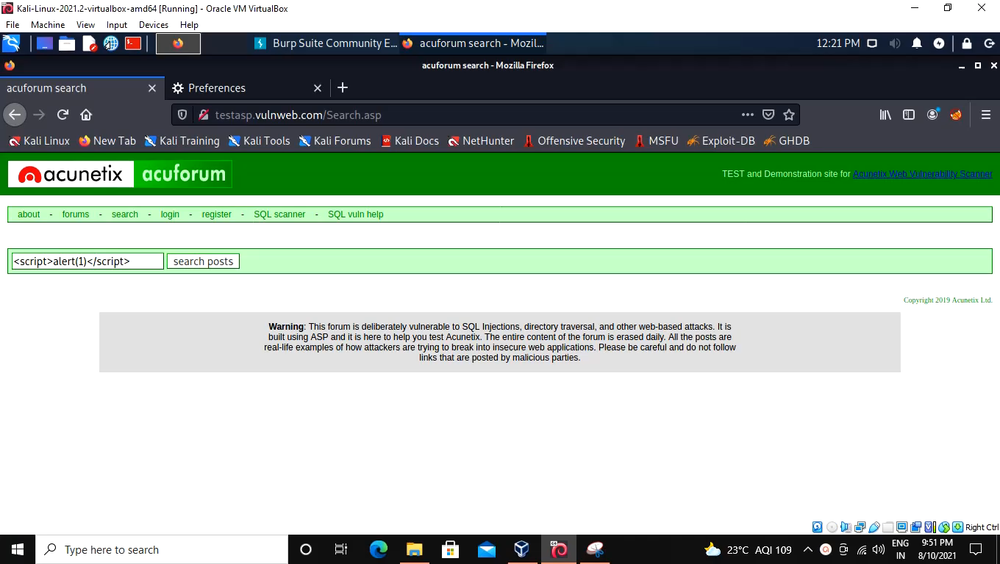 Kali-Linux-2021.2-virtualbox-amd64 [Running] - Oracle VM VirtualBox
File Machine View Input Devices Help
Burp Suite Community E... acuforum search - Mozil... 12:21 PM
acuforum search - Mozilla Firefox
acuforum search Preferences
testasp.vulnweb.com/Search.asp
Kali Linux New Tab Kali Training Kali Tools Kali Forums Kali Docs NetHunter Offensive Security MSFU Exploit-DB GHDB
acunetix acuforum TEST and Demonstration site for Acunetix Web Vulnerability Scanner
about - forums - search - login - register - SQL scanner - SQL vuln help
<script>alert(1)</script> search posts
Copyright 2019 Acunetix Ltd.
Warning: This forum is deliberately vulnerable to SQL Injections, directory traversal, and other web-based attacks. It is
built using ASP and it is here to help you test Acunetix. The entire content of the forum is erased daily. All the posts are
real-life examples of how attackers are trying to break into insecure web applications. Please be careful and do not follow
links that are posted by malicious parties.
Right Ctrl
Type here to search 23°C AQI 109 ENG 9:51 PM
IN 8/10/2021